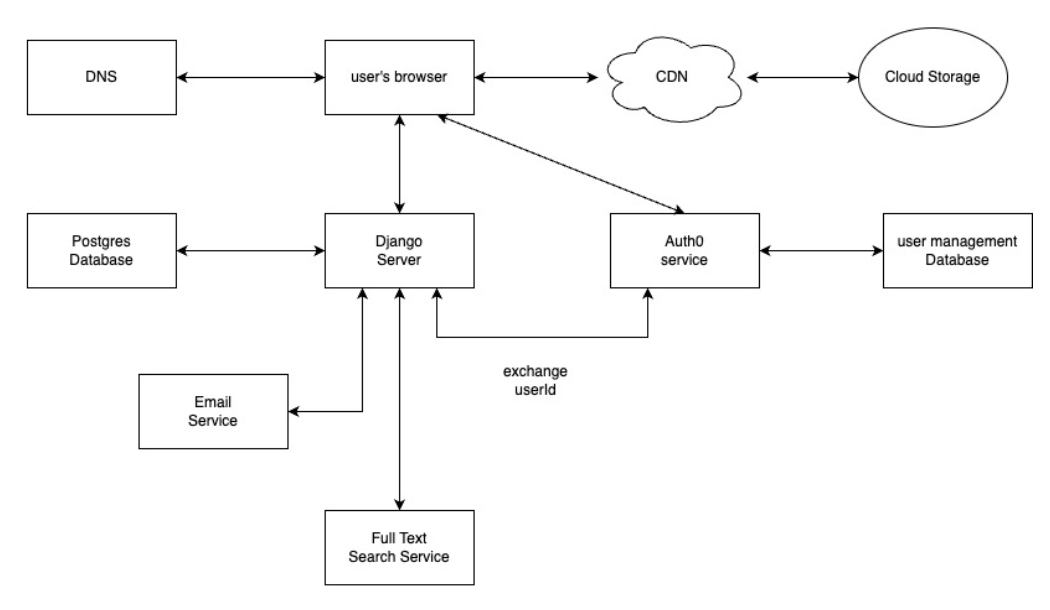 DNS
user's browser
CDN
Cloud Storage
Postgres
Database
Django
Server
Auth0
service
user management
Database
exchange
userId
Email
Service
Full Text
Search Service